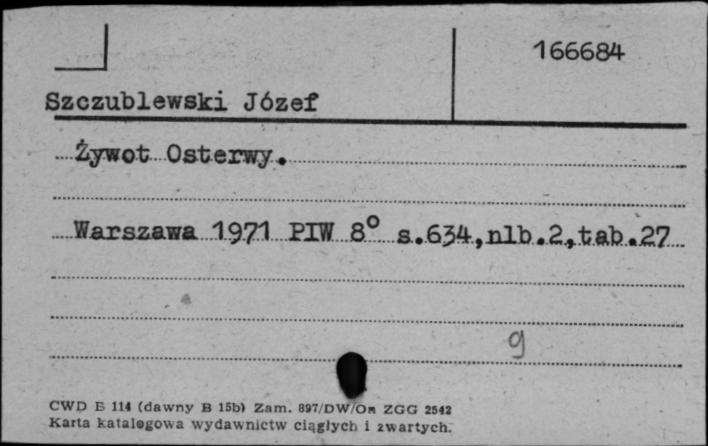 166684
Szczublewski Józef
Żywot Osterwy.
Warszawa 1971 PIW 8° s.634,nlb.2,tab.27
g
CWD E 114 (dawny B 15b) Zam. 897/DW/On ZGG 2542
Karta katalogowa wydawnictw ciągłych i zwartych.